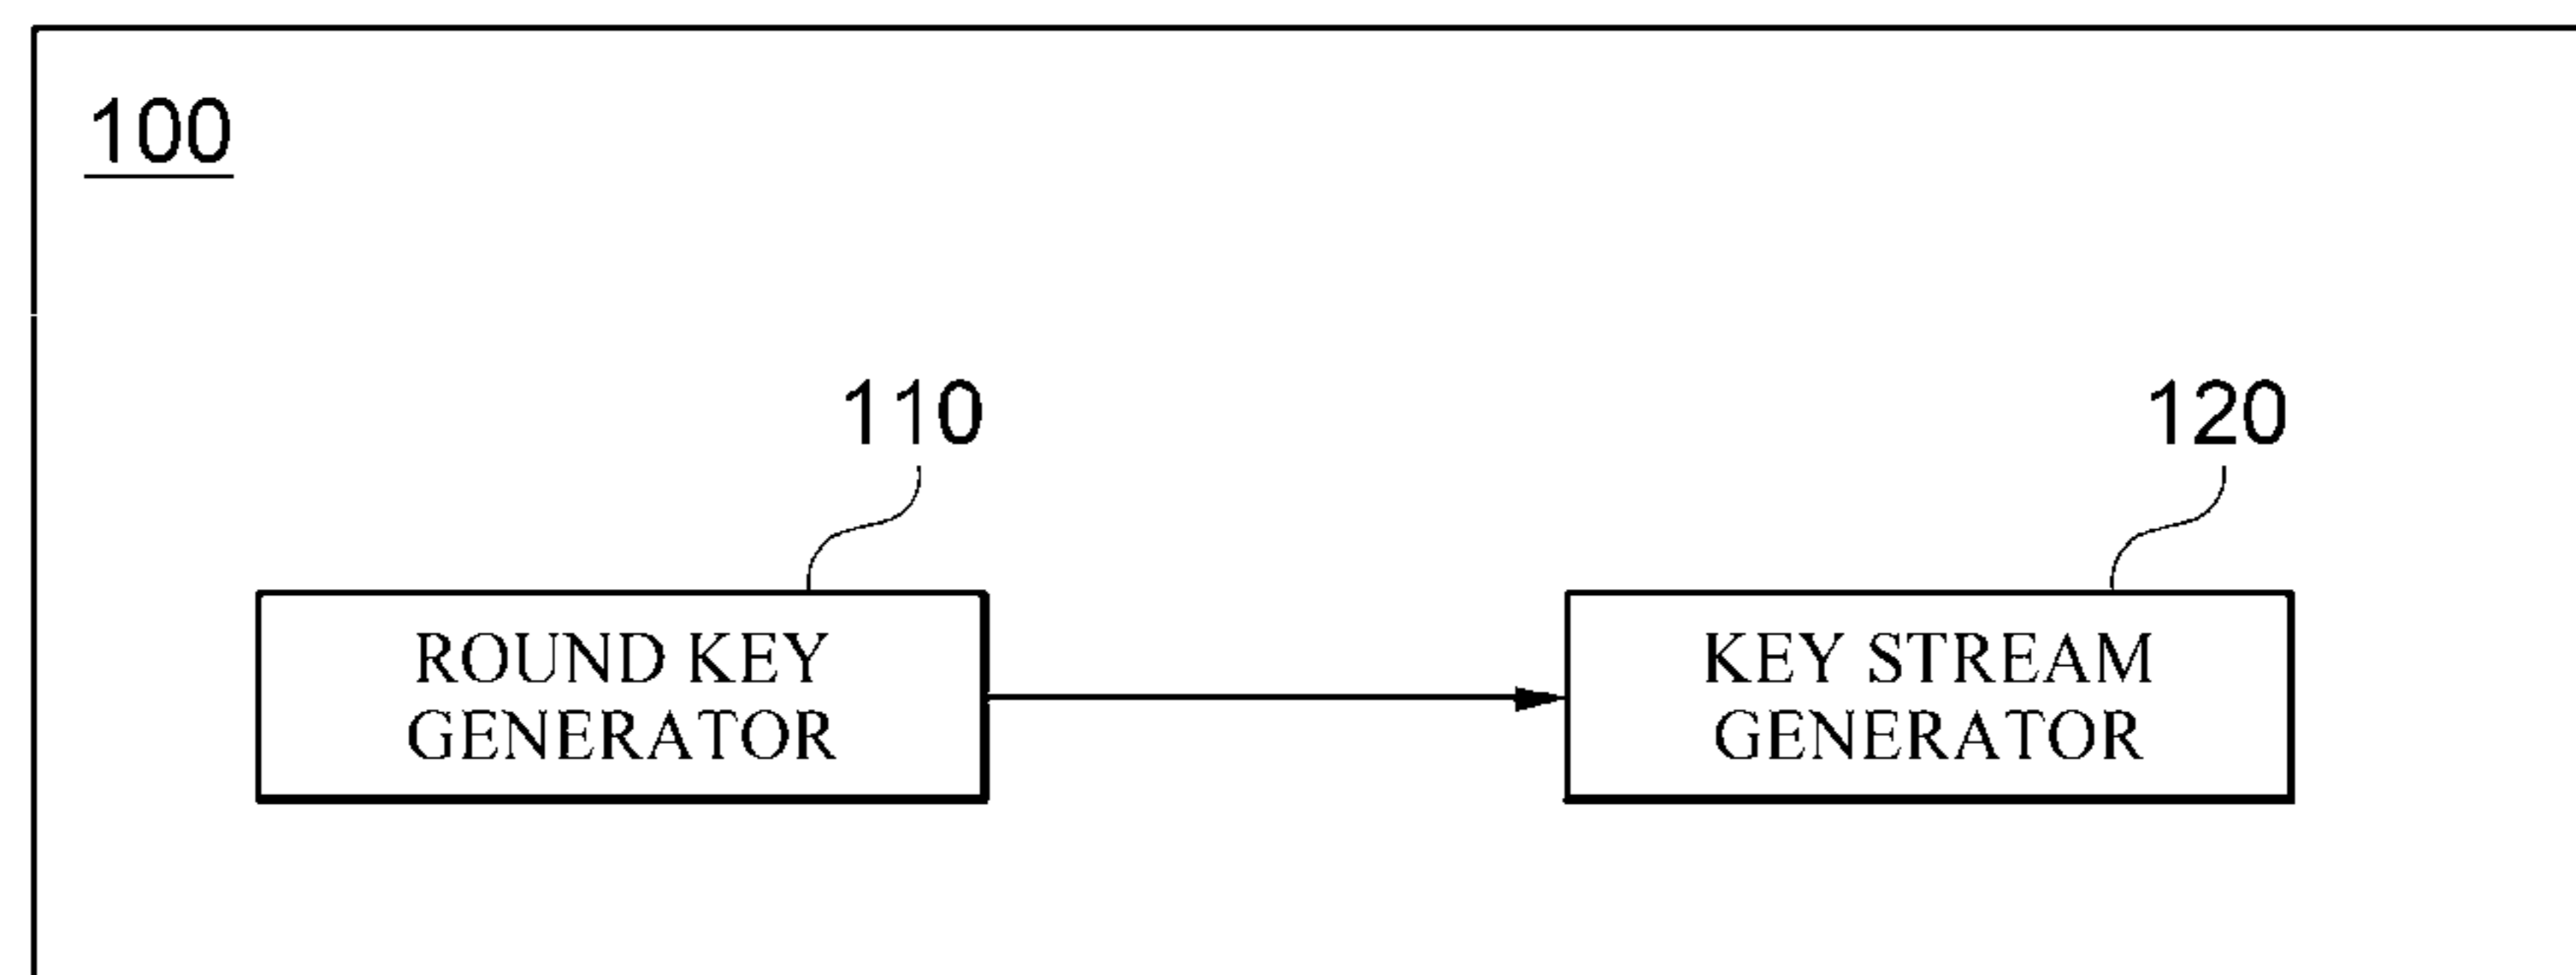 100
110
120
ROUND KEY
GENERATOR
KEY STREAM
GENERATOR